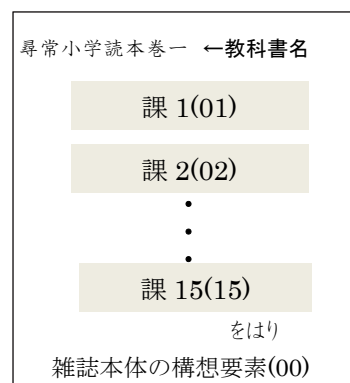 尋常小学読本巻一 ←教科書名
課 1(01)
課 2(02)
・
・
・
課 15(15)
をはり
雑誌本体の構想要素(00)